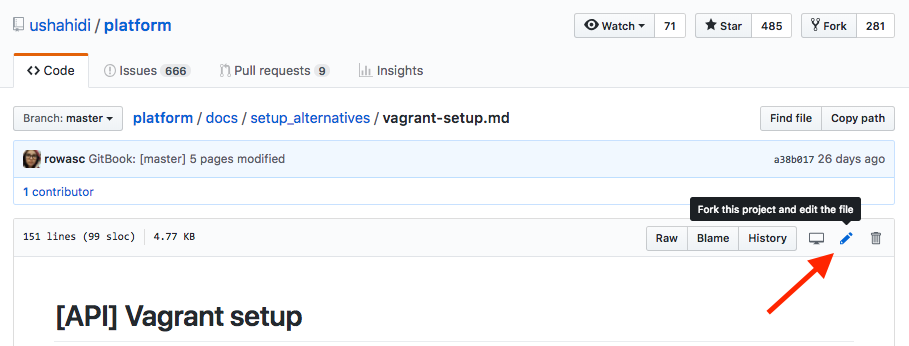 ushahidi / platform
Watch 71 Star 485 Fork 281
Code Issues 666 Pull requests 9 Insights
Branch: master platform / docs / setup_alternatives / vagrant-setup.md Find file Copy path
rowasc GitBook: [master] 5 pages modified a38b017 26 days ago
1 contributor
Fork this project and edit the file
151 lines (99 sloc) 4.77 KB Raw Blame History
[API] Vagrant setup